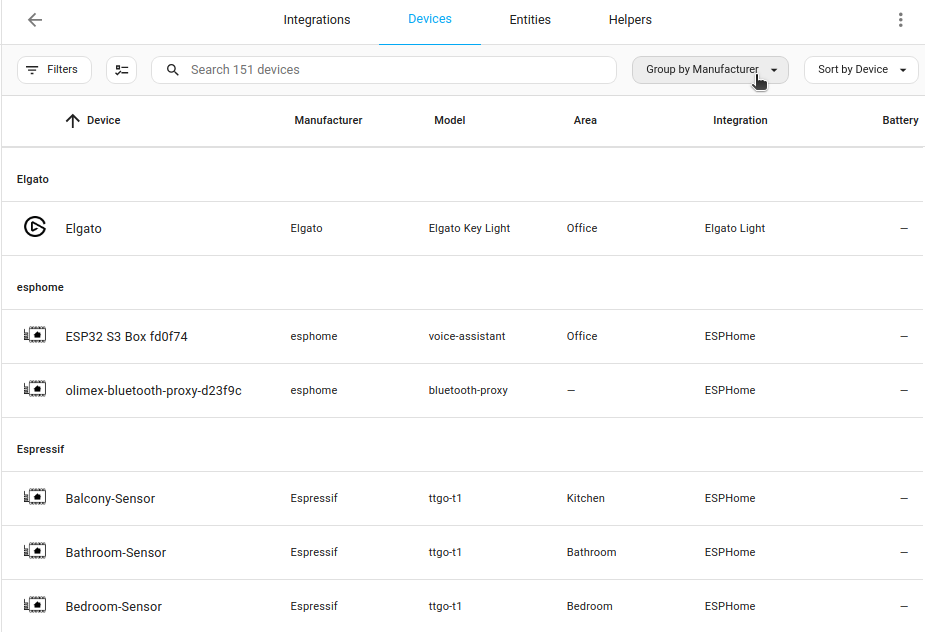 Integrations Devices Entities Helpers
Filters Search 151 devices Group by Manufacturer Sort by Device
Device Manufacturer Model Area Integration Battery
Elgato
Elgato Elgato Elgato Key Light Office Elgato Light –
esphome
ESP32 S3 Box fd0f74 esphome voice-assistant Office ESPHome –
olimex-bluetooth-proxy-d23f9c esphome bluetooth-proxy – ESPHome –
Espressif
Balcony-Sensor Espressif ttgo-t1 Kitchen ESPHome –
Bathroom-Sensor Espressif ttgo-t1 Bathroom ESPHome –
Bedroom-Sensor Espressif ttgo-t1 Bedroom ESPHome –